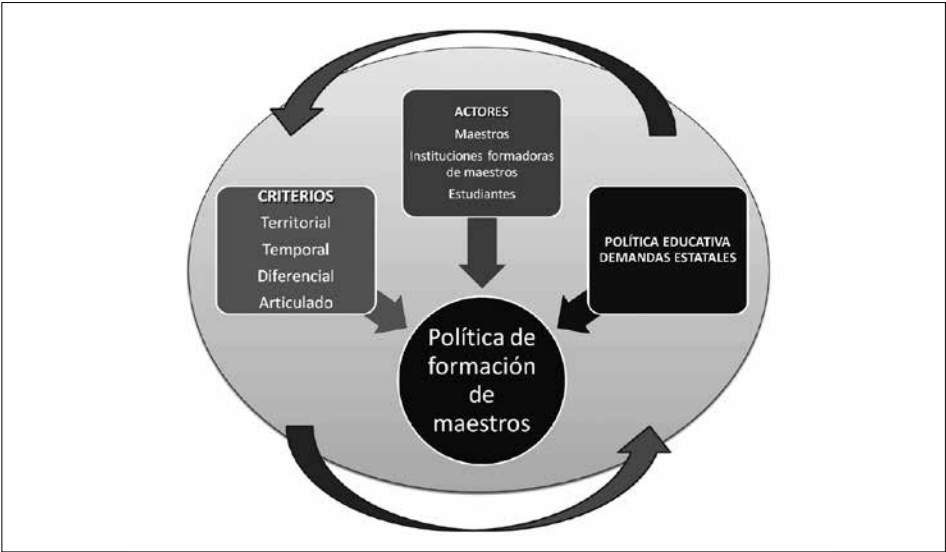 ACTORES
Maestros
Instituciones formadoras
de maestros
Estudiantes
CRITERIOS
Territorial
Temporal
Diferencial
Articulado
POLÍTICA EDUCATIVA
DEMANDAS ESTATALES
Política de
formación
de
maestros